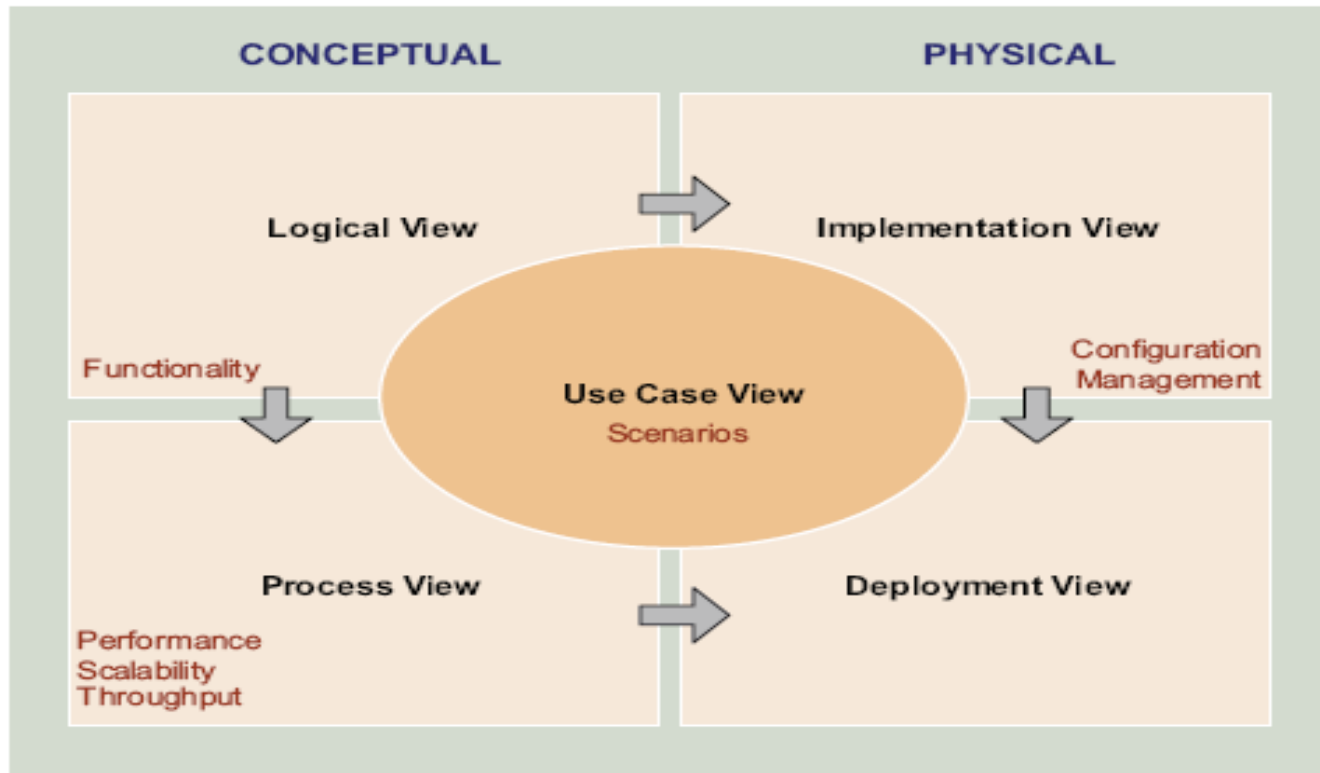 CONCEPTUAL
PHYSICAL
Logical View
Implementation View
Functionality
Configuration
Management
Use Case View
Scenarios
Process View
Deployment View
Performance
Scalability
Throughput